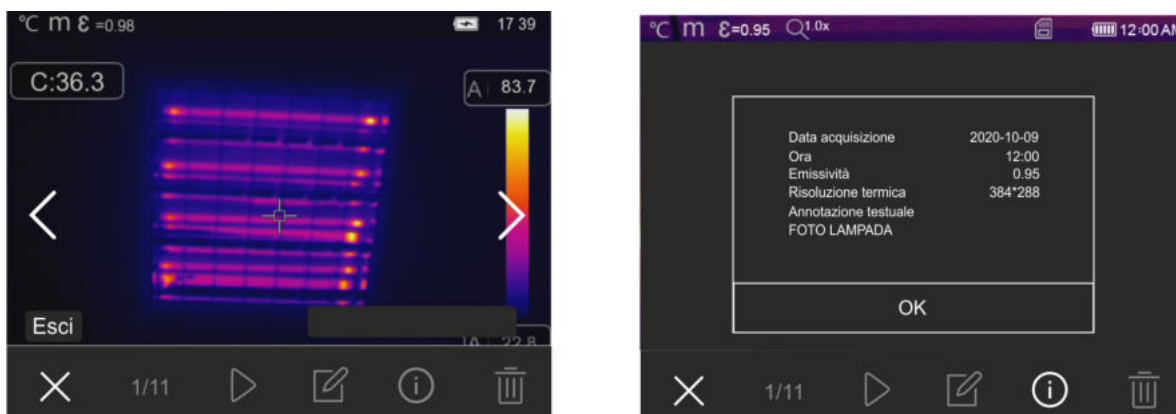 °C m ε=0.98 17 39
C:36.3
A 83.7
Esci
A 22.8
1/11
°C m ε=0.95 1.0x 12:00 AM
Data acquisizione 2020-10-09
Ora 12:00
Emissività 0.95
Risoluzione termica 384*288
Annotazione testuale
FOTO LAMPADA
OK
1/11